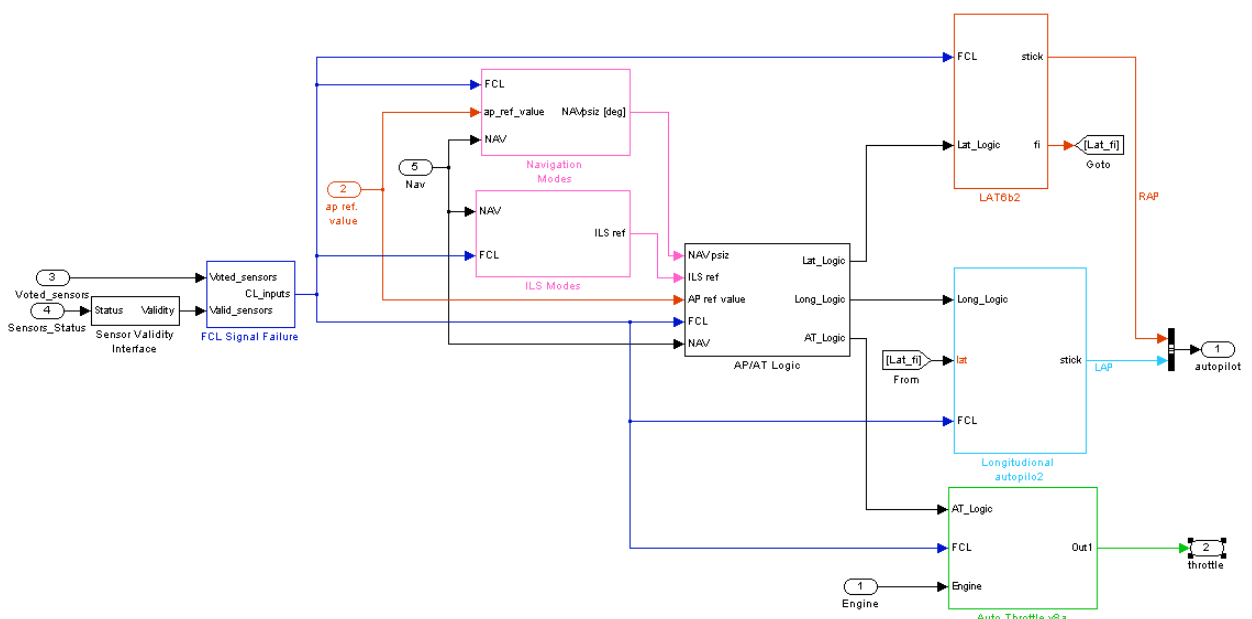 FCL
stick
Lat_Logic
fi
LAT6b2
[Lat_fi]
Goto
RAP
FCL
ap_ref_value
NAVpsiz [deg]
NAV
Navigation
Modes
5
Nav
2
ap ref.
value
NAV
ILS ref
FCL
ILS Modes
3
Voted_sensors
4
Sensors_Status
Status
Validity
Sensor Validity
Interface
Voted_sensors
CL_inputs
Valid_sensors
FCL Signal Failure
NAVpsiz
Lat_Logic
ILS ref
AP ref value
Long_Logic
FCL
AT_Logic
NAV
AP/AT Logic
[Lat_fi]
From
Long_Logic
lat
stick
FCL
Longitudional
autopilo2
LAP
1
autopilot
AT_Logic
FCL
Out1
Engine
Auto Throttle v8a
1
Engine
2
throttle